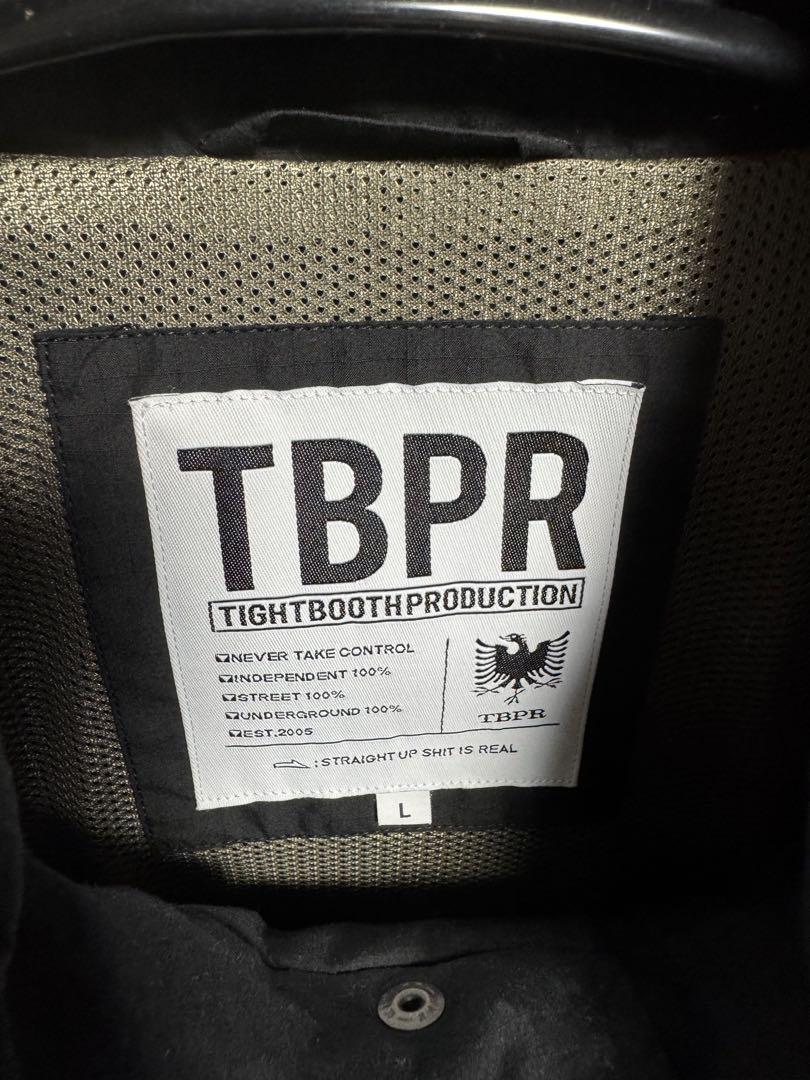 TBPR
TIGHTBOOTHPRODUCTION
NEVER TAKE CONTROL
INDEPENDENT 100%
STREET 100%
UNDERGROUND 100%
EST.2005
TBPR
: STRAIGHT UP SHIT IS REAL
L